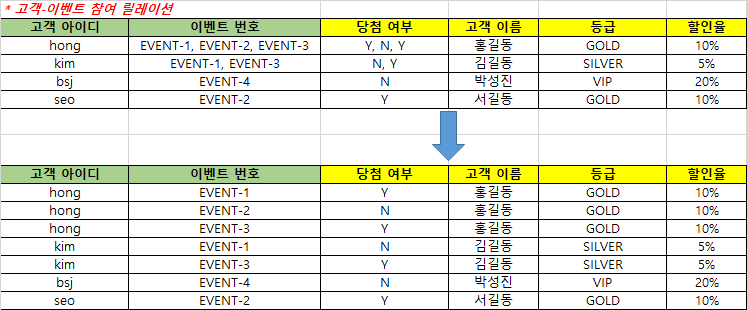 * 고객-이벤트 참여 릴레이션
고객 아이디 이벤트 번호 당첨 여부 고객 이름 등급 할인율
hong EVENT-1, EVENT-2, EVENT-3 Y, N, Y 홍길동 GOLD 10%
kim EVENT-1, EVENT-3 N, Y 김길동 SILVER 5%
bsj EVENT-4 N 박성진 VIP 20%
seo EVENT-2 Y 서길동 GOLD 10%
고객 아이디 이벤트 번호 당첨 여부 고객 이름 등급 할인율
hong EVENT-1 Y 홍길동 GOLD 10%
hong EVENT-2 N 홍길동 GOLD 10%
hong EVENT-3 Y 홍길동 GOLD 10%
kim EVENT-1 N 김길동 SILVER 5%
kim EVENT-3 Y 김길동 SILVER 5%
bsj EVENT-4 N 박성진 VIP 20%
seo EVENT-2 Y 서길동 GOLD 10%